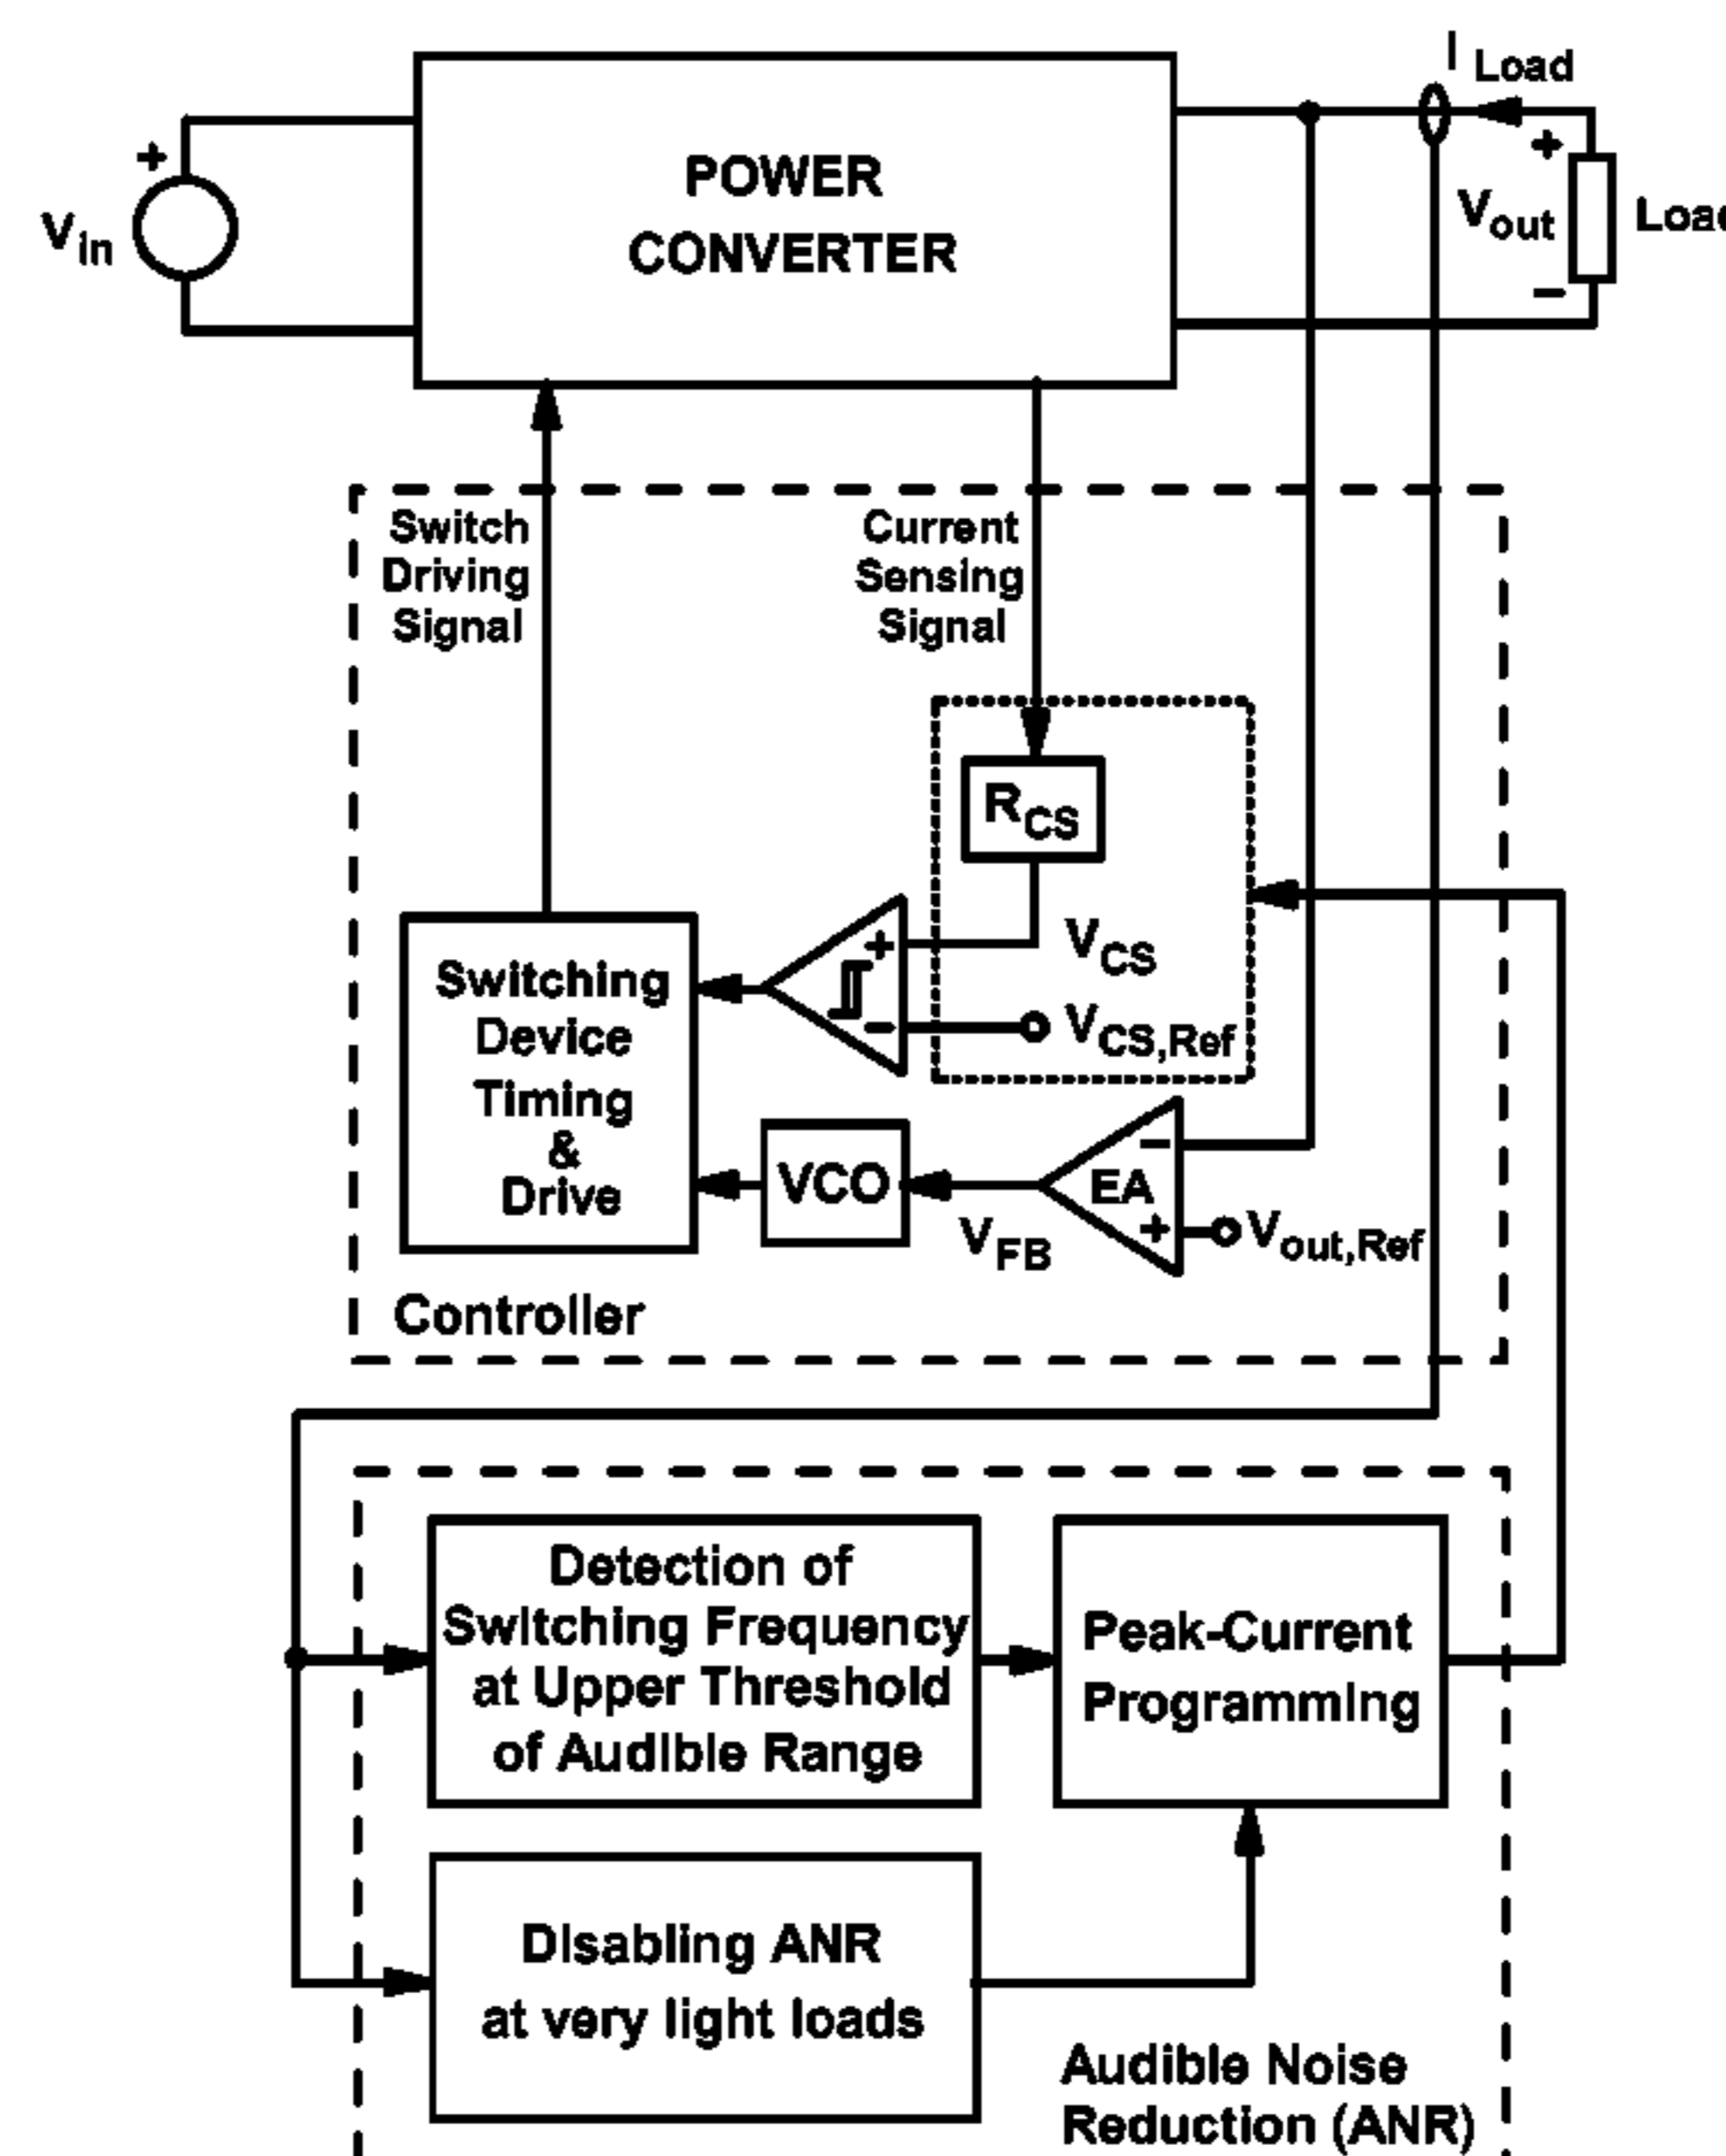 I Load
POWER
CONVERTER
+
Vin
+
Vout
−
Load
Switch
Driving
Signal
Current
Sensing
Signal
RCS
+
VCS
−
VCS,Ref
Switching
Device
Timing
&
Drive
VCO
VFB
−
EA
+
Vout,Ref
Controller
Detection of
Switching Frequency
at Upper Threshold
of Audible Range
Peak-Current
Programming
Disabling ANR
at very light loads
Audible Noise
Reduction (ANR)